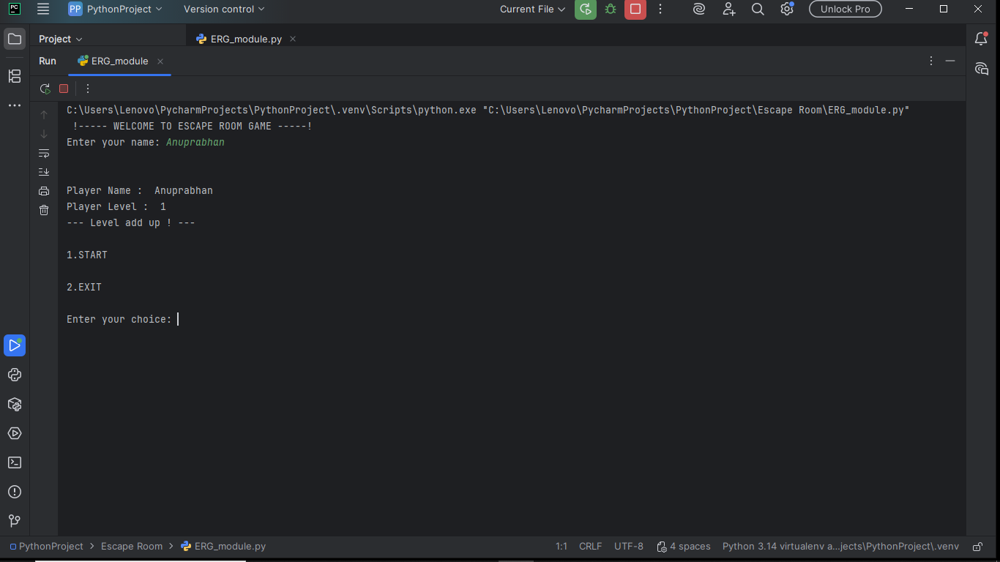 PC
PP PythonProject Version control Current File Unlock Pro
Project ERG_module.py
Run ERG_module
C:\Users\Lenovo\PycharmProjects\PythonProject\.venv\Scripts\python.exe "C:\Users\Lenovo\PycharmProjects\PythonProject\Escape Room\ERG_module.py"
!----- WELCOME TO ESCAPE ROOM GAME -----!
Enter your name: Anuprabhan
Player Name :  Anuprabhan
Player Level :  1
--- Level add up ! ---
1.START
2.EXIT
Enter your choice:
PythonProject > Escape Room > ERG_module.py 1:1 CRLF UTF-8 4 spaces Python 3.14 virtualenv a...jects\PythonProject\.venv